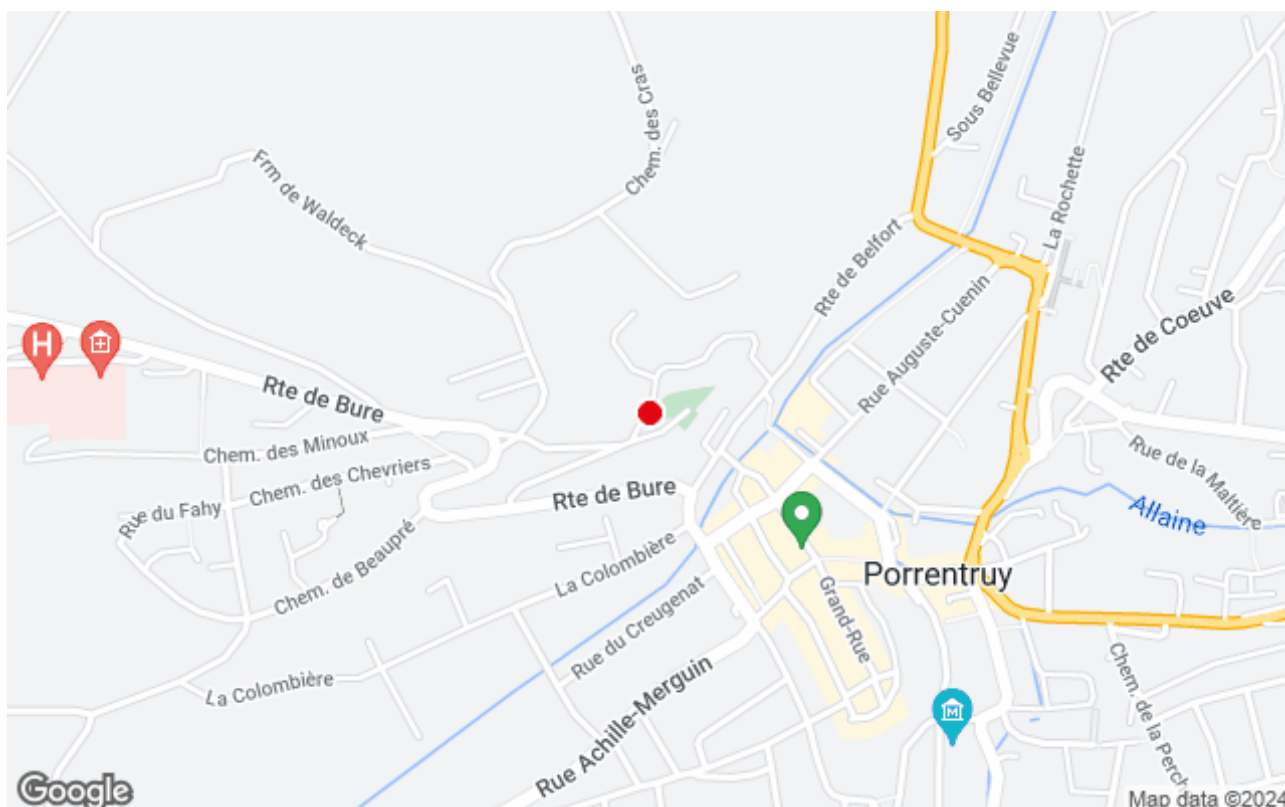 Sous Bellevue
Chem. des Cras
La Rochette
Frm de Waldeck
Rte de Belfort
Rue Auguste-Cuenin
Rte de Coeuve
H
Rte de Bure
Chem. des Minoux
Chem. des Chevriers
Rue de la Maltière
Rue du Fahy
Rte de Bure
Allaine
Chem. de Beaupré
La Colombière
Porrentruy
Grand-Rue
Rue du Creugenat
La Colombière
Rue Achille-Merguin
Chem. de la Perch
M
Google
Map data ©2024